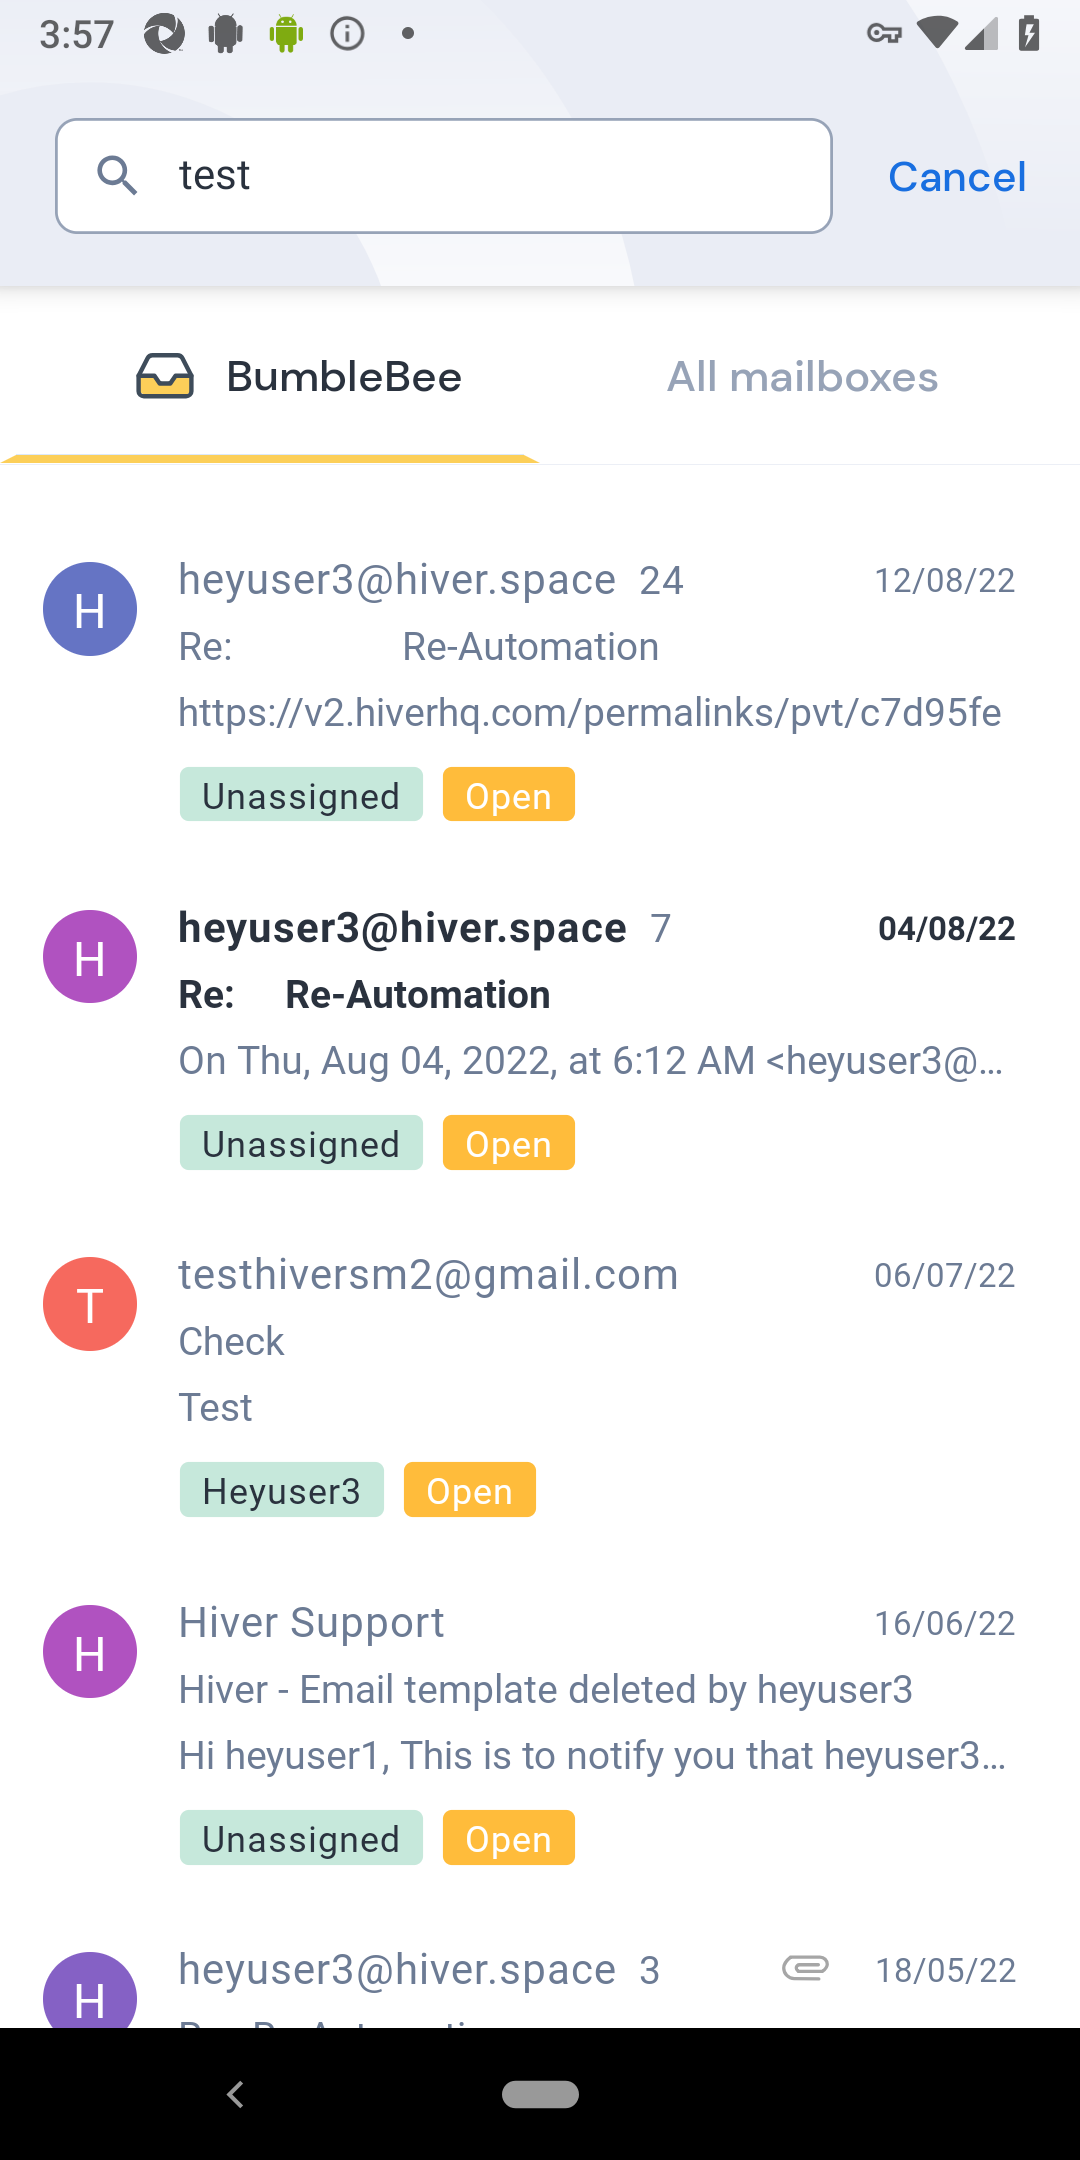 3:57
test
Cancel
BumbleBee
All mailboxes
H
heyuser3@hiver.space 24
12/08/22
Re: Re-Automation
https://v2.hiverhq.com/permalinks/pvt/c7d95fe
Unassigned
Open
H
heyuser3@hiver.space 7
04/08/22
Re: Re-Automation
On Thu, Aug 04, 2022, at 6:12 AM <heyuser3@...
Unassigned
Open
T
testhiversm2@gmail.com
06/07/22
Check
Test
Heyuser3
Open
H
Hiver Support
16/06/22
Hiver - Email template deleted by heyuser3
Hi heyuser1, This is to notify you that heyuser3...
Unassigned
Open
H
heyuser3@hiver.space 3
18/05/22